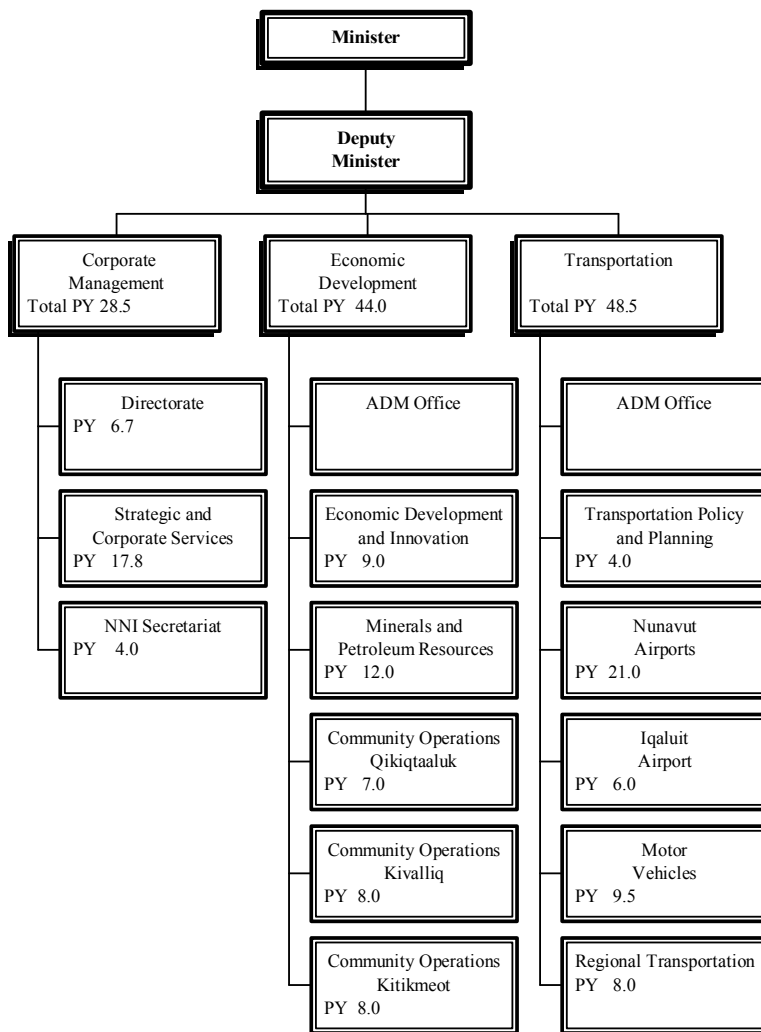 Minister
Deputy
Minister
Corporate
Management
Total PY 28.5
Economic
Development
Total PY 44.0
Transportation
Total PY 48.5
Directorate
PY 6.7
Strategic and
Corporate Services
PY 17.8
NNI Secretariat
PY 4.0
ADM Office
Economic Development
and Innovation
PY 9.0
Minerals and
Petroleum Resources
PY 12.0
Community Operations
Qikiqtaaluk
PY 7.0
Community Operations
Kivalliq
PY 8.0
Community Operations
Kitikmeot
PY 8.0
ADM Office
Transportation Policy
and Planning
PY 4.0
Nunavut
Airports
PY 21.0
Iqaluit
Airport
PY 6.0
Motor
Vehicles
PY 9.5
Regional Transportation
PY 8.0